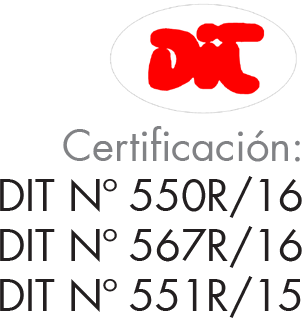 DiT
Certificación:
DIT Nº 550R/16
DIT Nº 567R/16
DIT Nº 551R/15